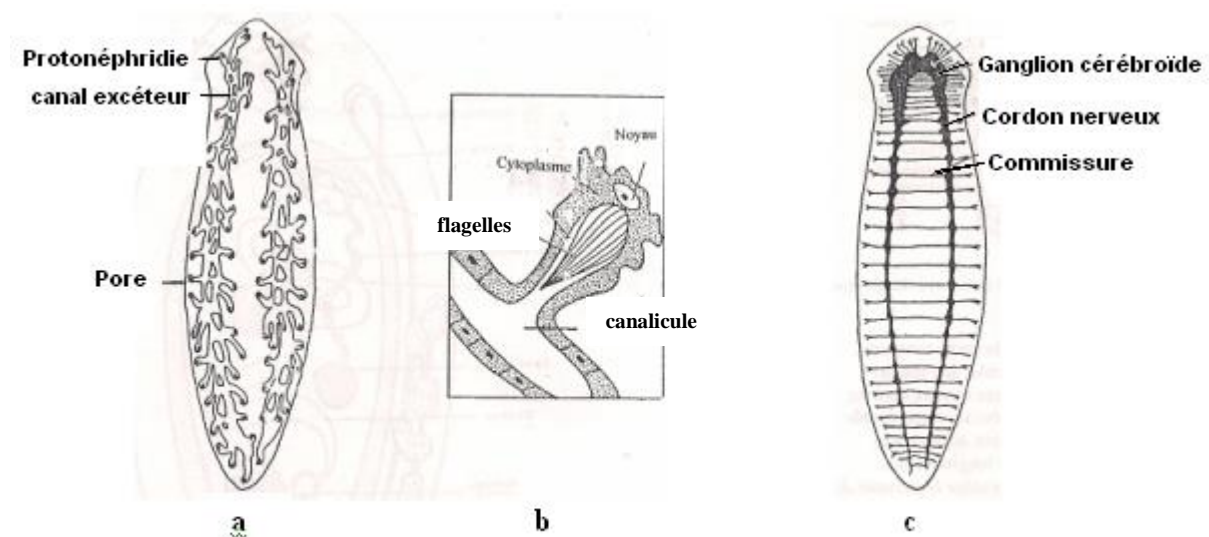 Protonéphridie
canal excéteur
Pore
Noyau
Cytoplasme
flagelles
canalicule
Ganglion cérébroïde
Cordon nerveux
Commissure
a
b
c